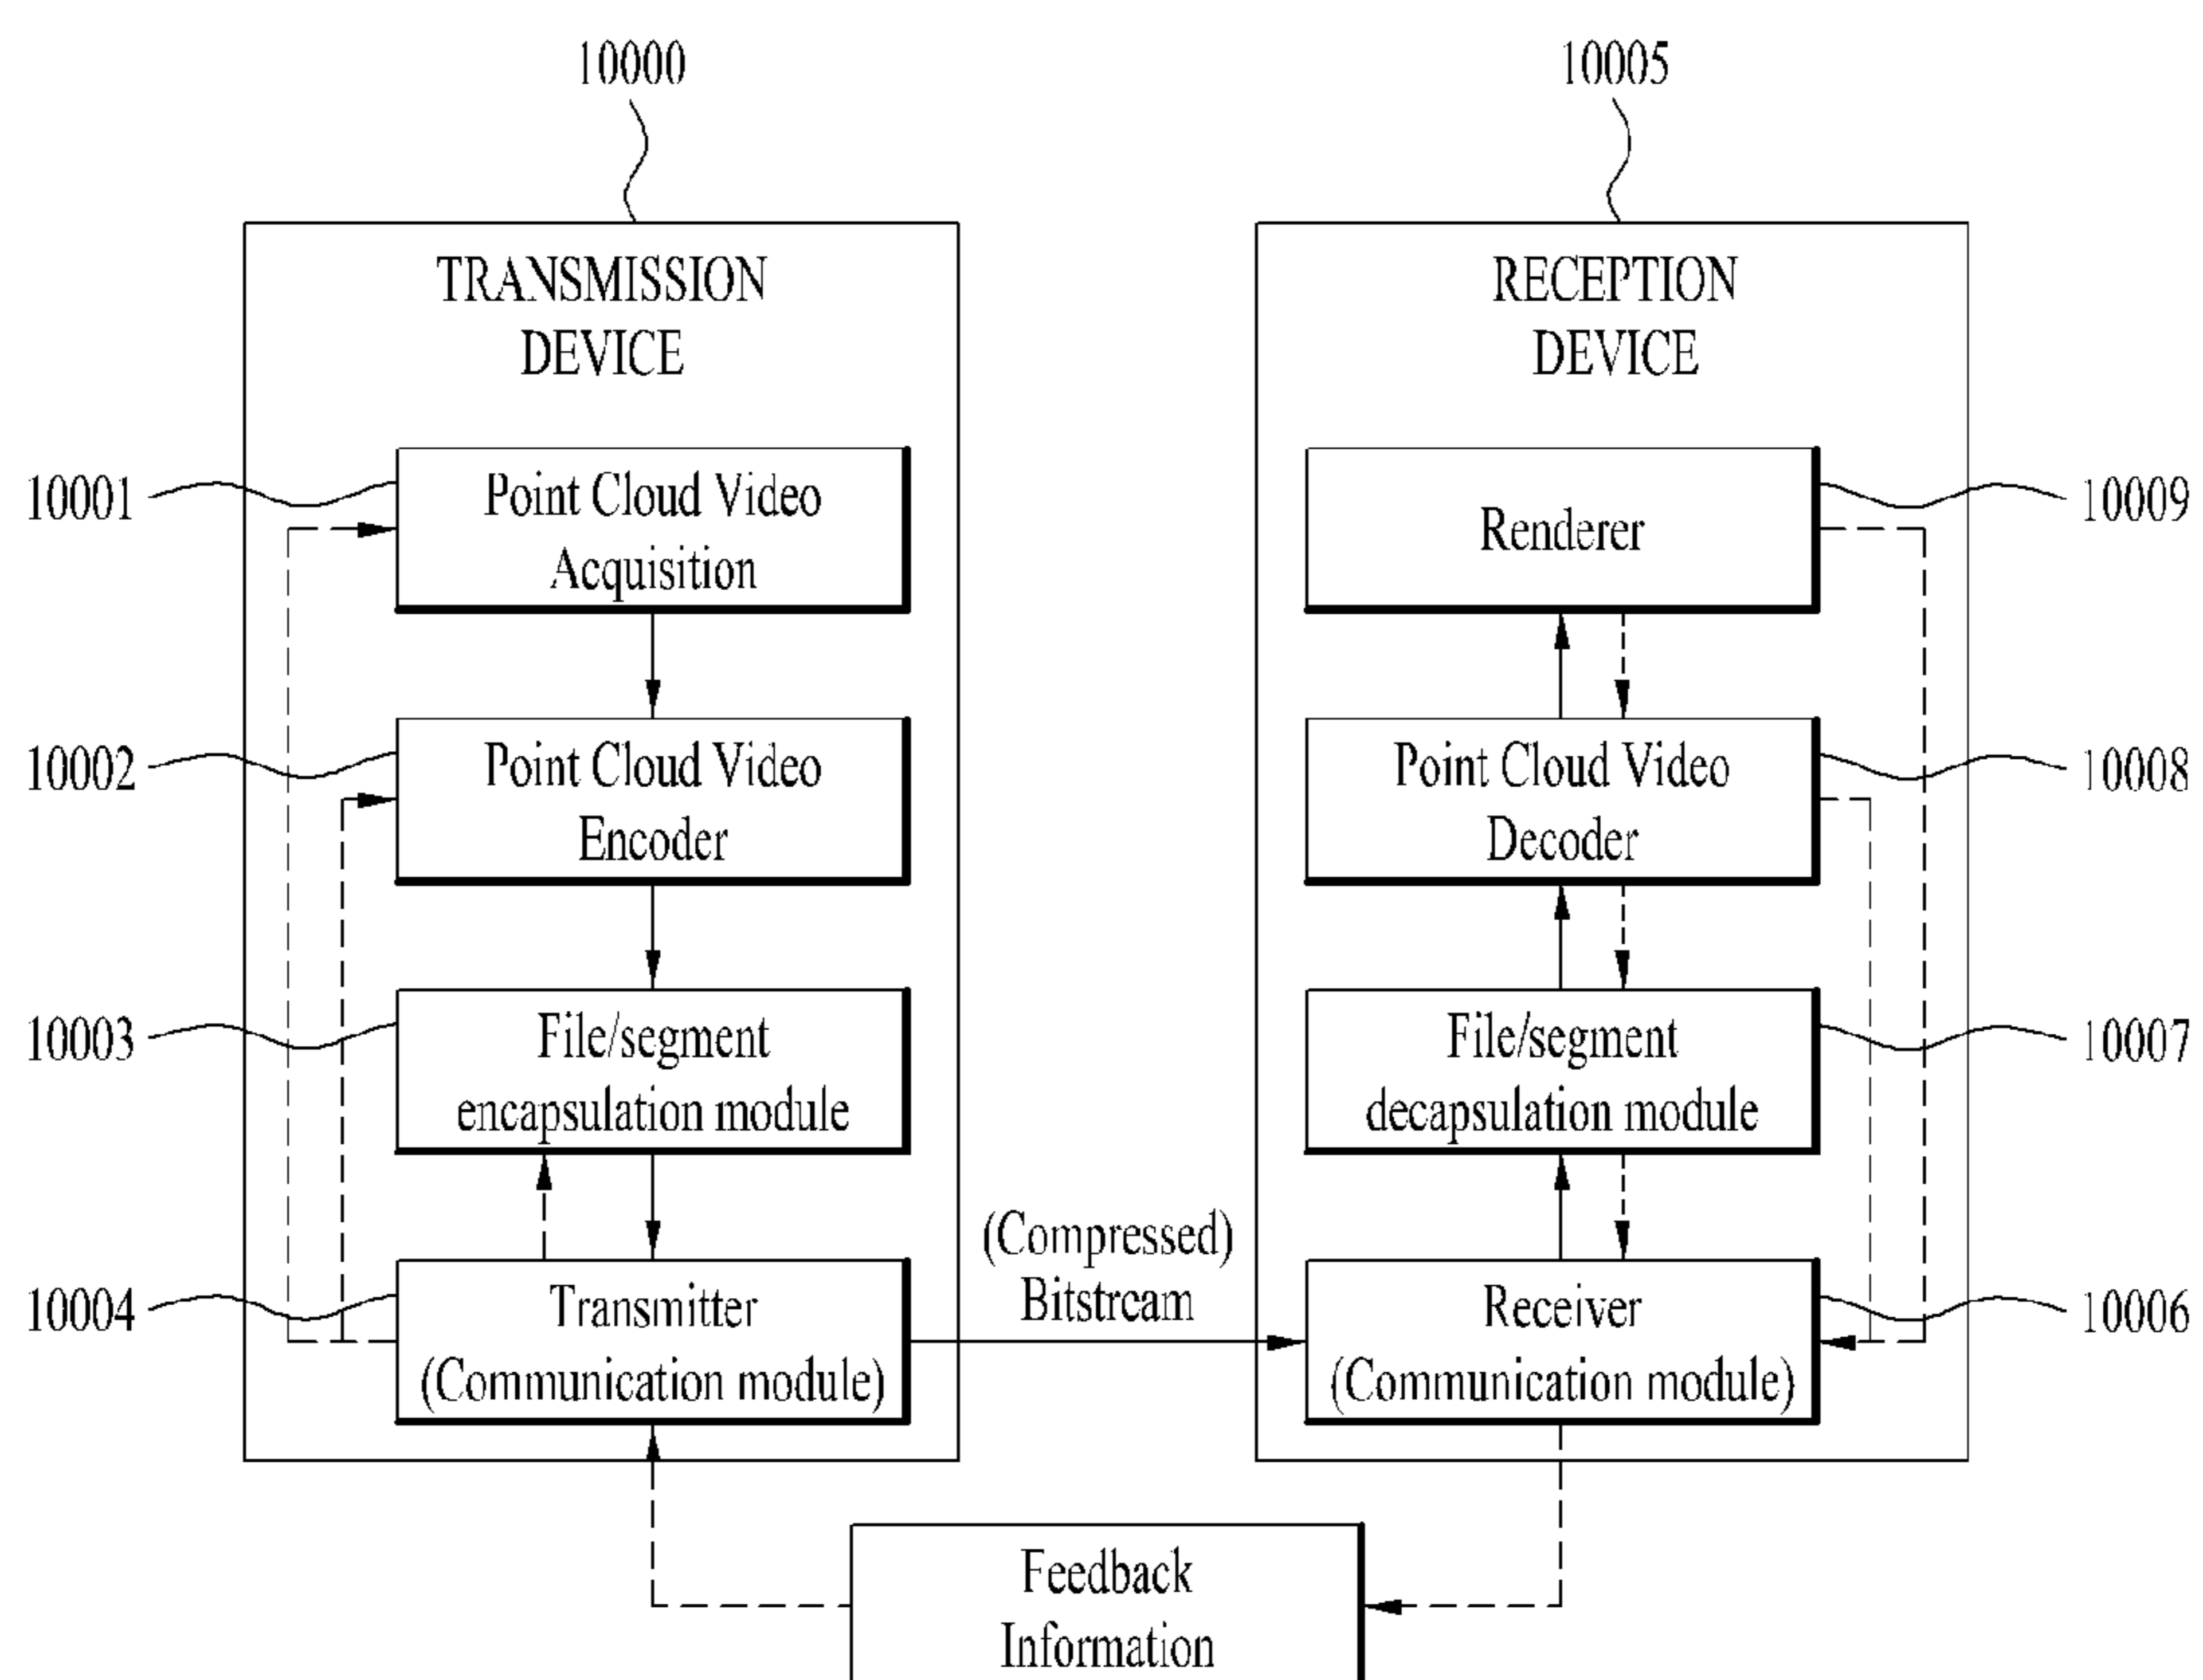 10000
10005
TRANSMISSION
DEVICE
RECEPTION
DEVICE
10001
Point Cloud Video
Acquisition
Renderer
10009
10002
Point Cloud Video
Encoder
Point Cloud Video
Decoder
10008
10003
File/segment
encapsulation module
File/segment
decapsulation module
10007
(Compressed)
Bitstream
10004
Transmitter
(Communication module)
Receiver
(Communication module)
10006
Feedback
Information